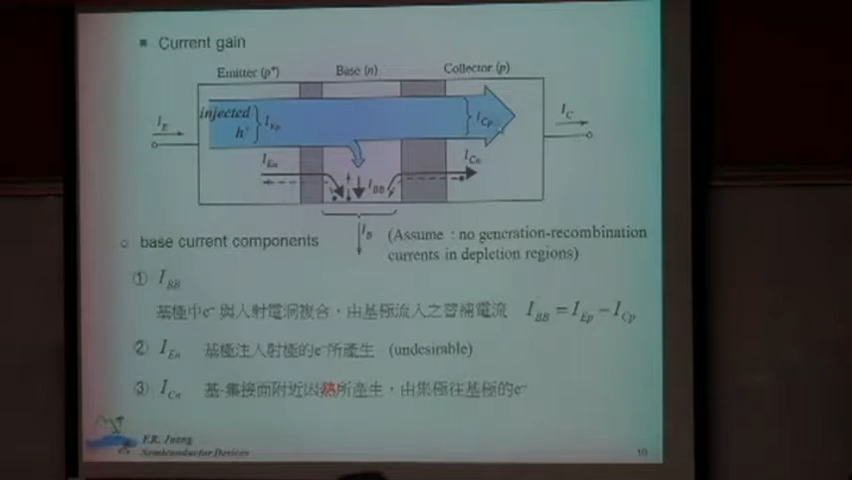 ■ Current gain
Emitter (p⁺) Base (n) Collector (p)
injected
h⁺
I_Ep
I_Cp
I_E
I_C
I_En
I_Cn
I_BB
I_B
(Assume : no generation-recombination
currents in depletion regions)
○ base current components
① I_BB
基極中e⁻ 與入射電洞複合，由基極流入之替補電流 I_BB = I_Ep − I_Cp
② I_En 基極注入射極的e⁻所產生 (undesirable)
③ I_Cn 基-集接面附近因熱所產生，由集極往基極的e⁻
F.R. Juang
Semiconductor Devices
10